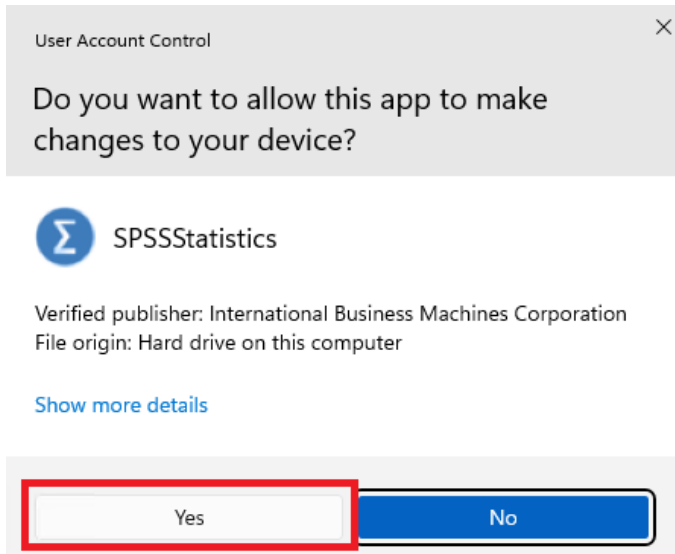 User Account Control
Do you want to allow this app to make
changes to your device?
Σ
SPSSStatistics
Verified publisher: International Business Machines Corporation
File origin: Hard drive on this computer
Show more details
Yes
No